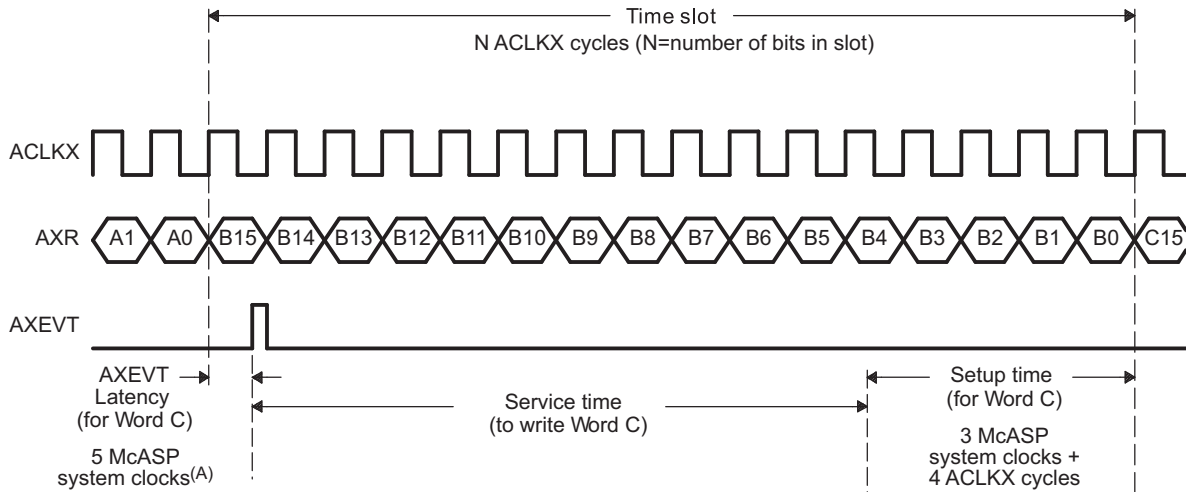 Time slot
N ACLKX cycles (N=number of bits in slot)
ACLKX
AXR
A1 A0 B15 B14 B13 B12 B11 B10 B9 B8 B7 B6 B5 B4 B3 B2 B1 B0 C15
AXEVT
AXEVT
Latency
(for Word C)
5 McASP
system clocks(A)
Service time
(to write Word C)
Setup time
(for Word C)
3 McASP
system clocks +
4 ACLKX cycles